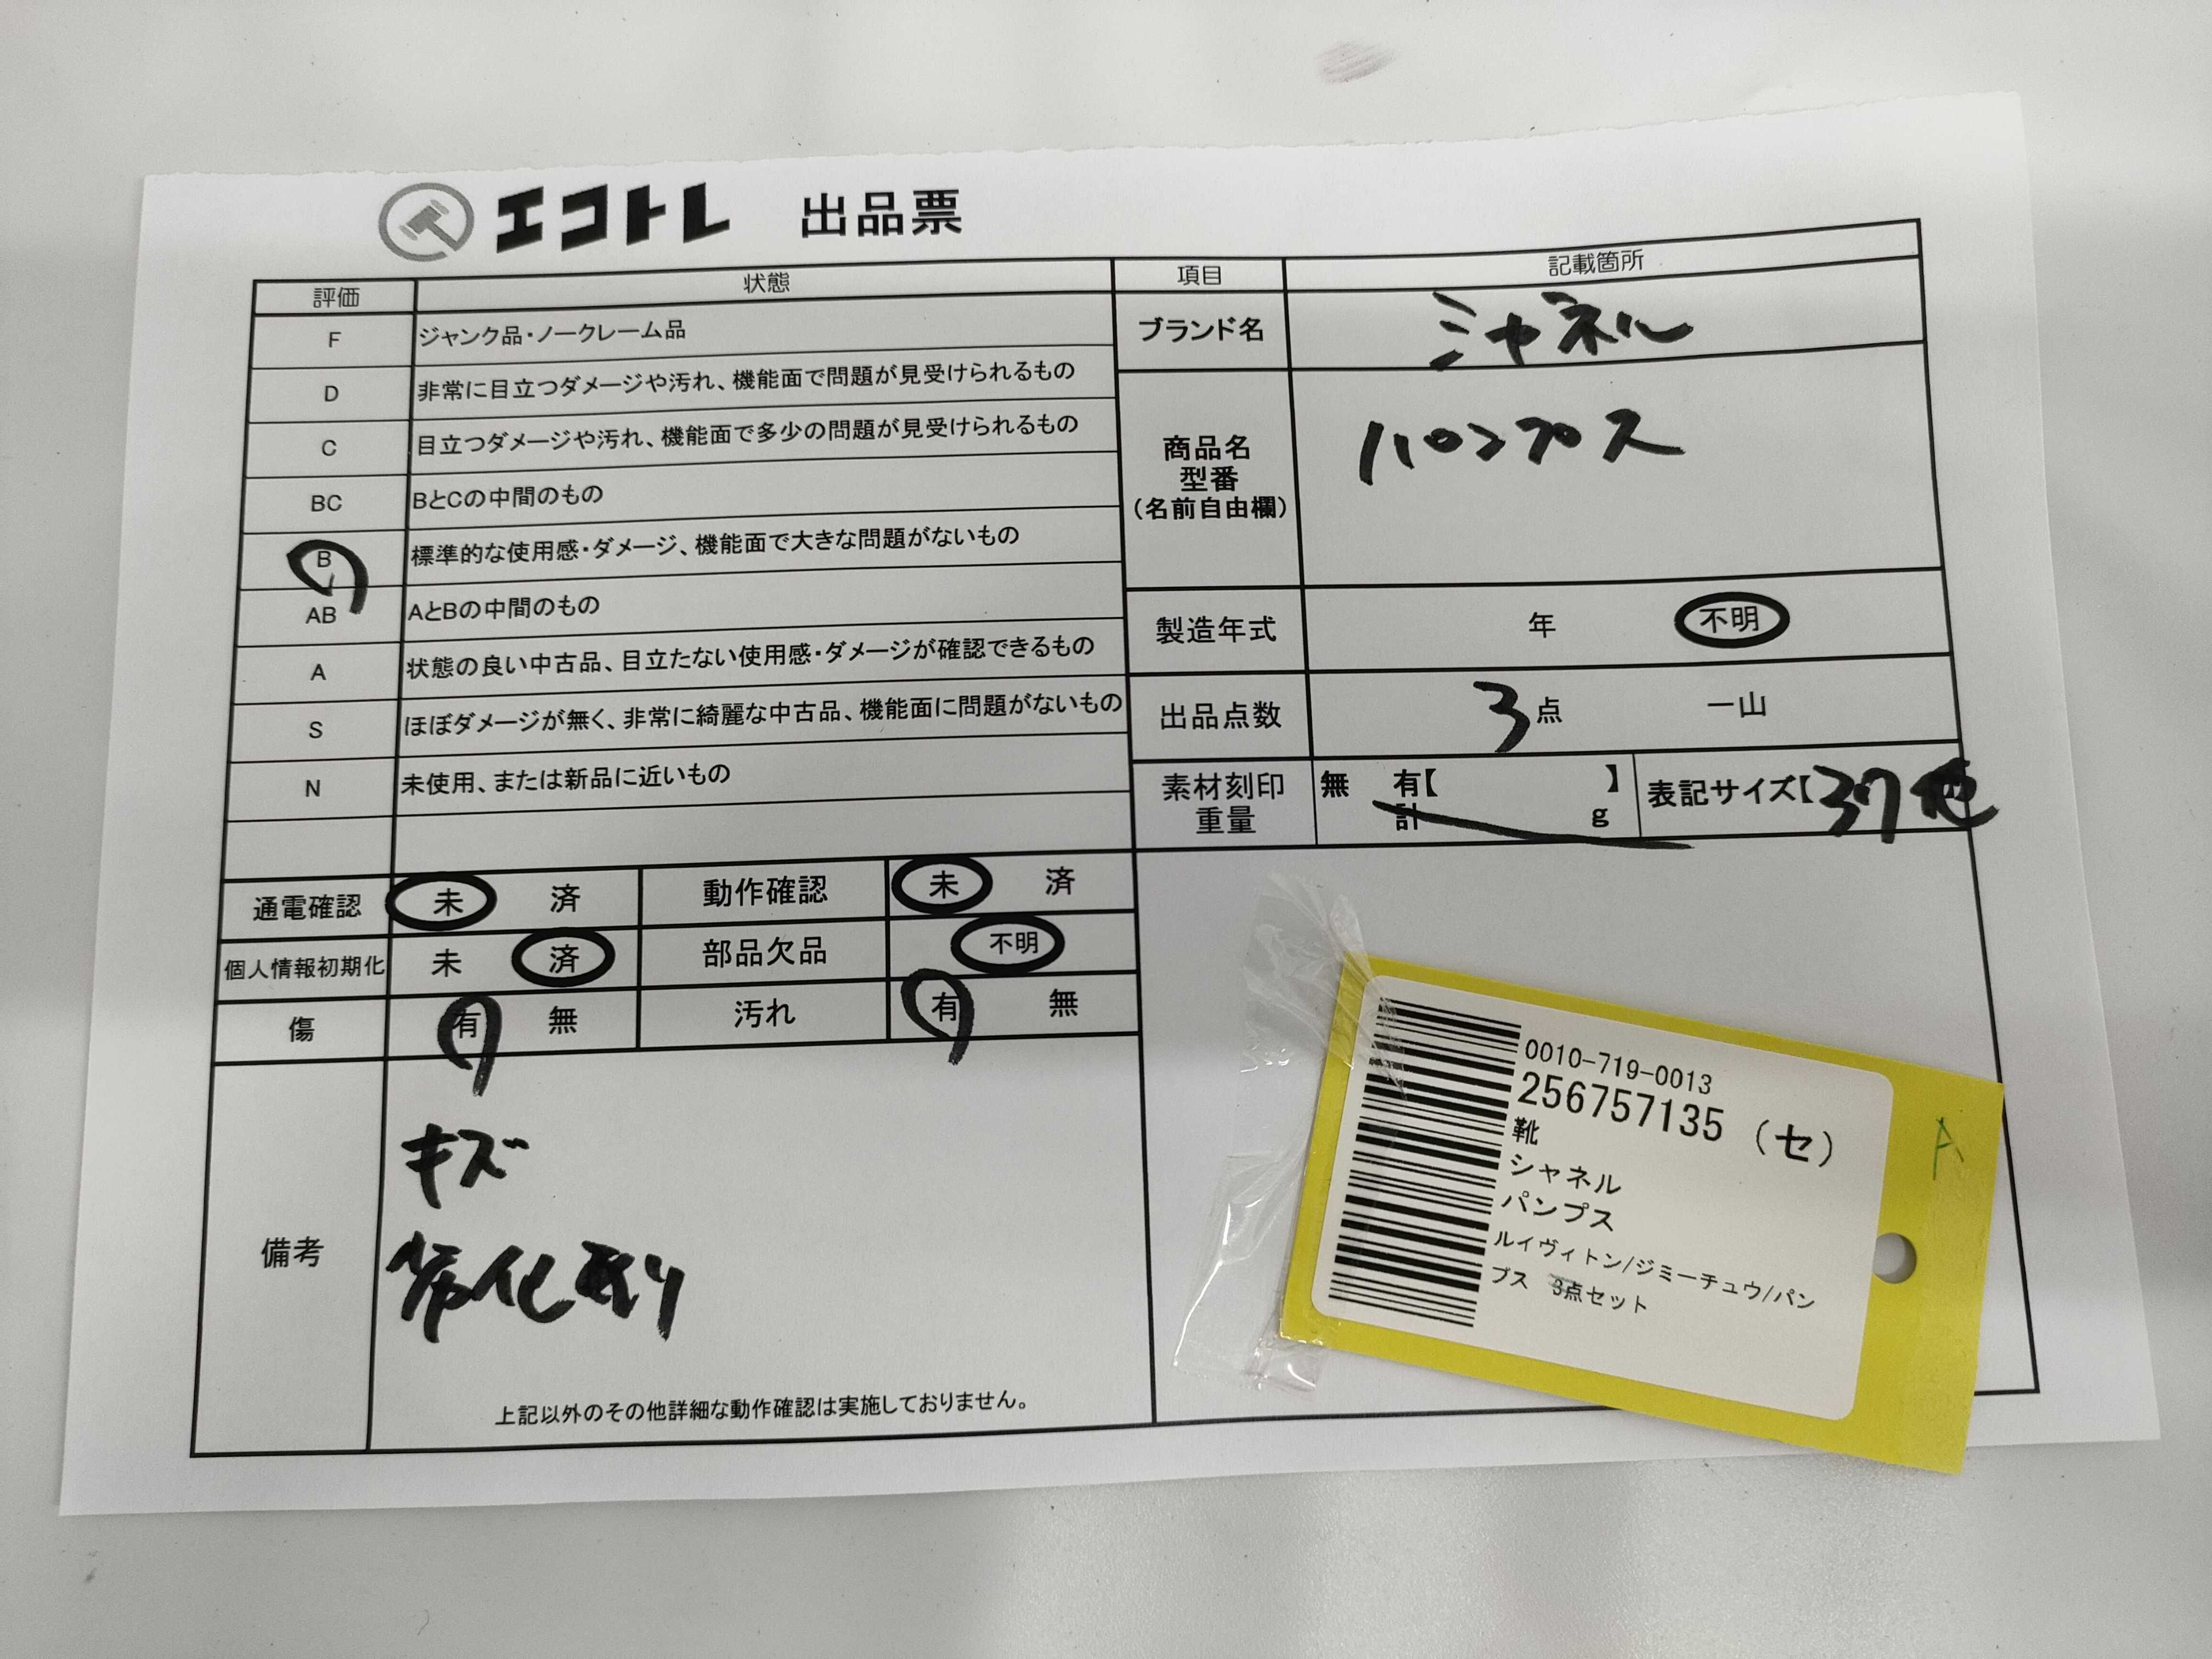 エコトレ 出品票
評価 状態 項目 記載箇所
F ジャンク品・ノークレーム品
D 非常に目立つダメージや汚れ、機能面で問題が見受けられるもの
C 目立つダメージや汚れ、機能面で多少の問題が見受けられるもの
BC BとCの中間のもの
B 標準的な使用感・ダメージ、機能面で大きな問題がないもの
AB AとBの中間のもの
A 状態の良い中古品、目立たない使用感・ダメージが確認できるもの
S ほぼダメージが無く、非常に綺麗な中古品、機能面に問題がないもの
N 未使用、または新品に近いもの
ブランド名 シャネル
商品名
型番
(名前自由欄)
パンプス
製造年式 年 不明
出品点数 3点 一山
素材刻印
重量
無 有【 】
計 g
表記サイズ【37 他
通電確認 未 済 動作確認 未 済
個人情報初期化 未 済 部品欠品 不明
傷 有 無 汚れ 有 無
備考
キズ
劣化あり
上記以外のその他詳細な動作確認は実施しておりません。
0010-719-0013
256757135 (セ)
靴
シャネル
パンプス
ルイヴィトン/ジミーチュウ/パン
プス 3点セット
A